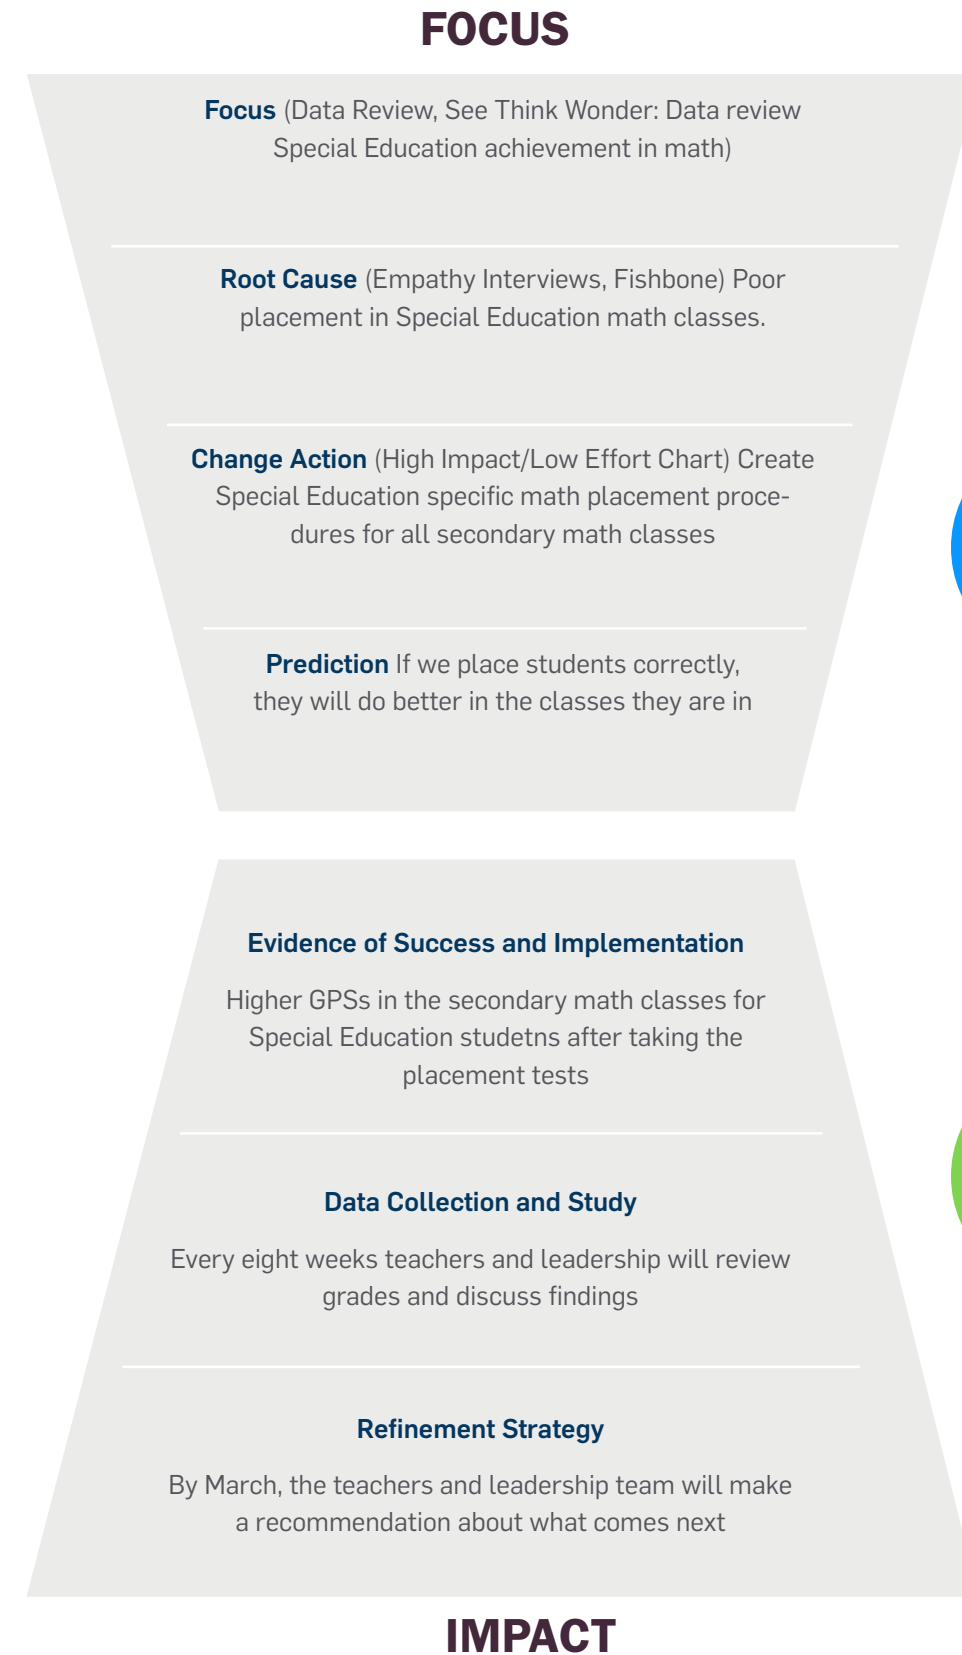 FOCUS
Focus (Data Review, See Think Wonder: Data review
Special Education achievement in math)
Root Cause (Empathy Interviews, Fishbone) Poor
placement in Special Education math classes.
Change Action (High Impact/Low Effort Chart) Create
Special Education specific math placement proce-
dures for all secondary math classes
Prediction If we place students correctly,
they will do better in the classes they are in
Evidence of Success and Implementation
Higher GPSs in the secondary math classes for
Special Education studetns after taking the
placement tests
Data Collection and Study
Every eight weeks teachers and leadership will review
grades and discuss findings
Refinement Strategy
By March, the teachers and leadership team will make
a recommendation about what comes next
IMPACT